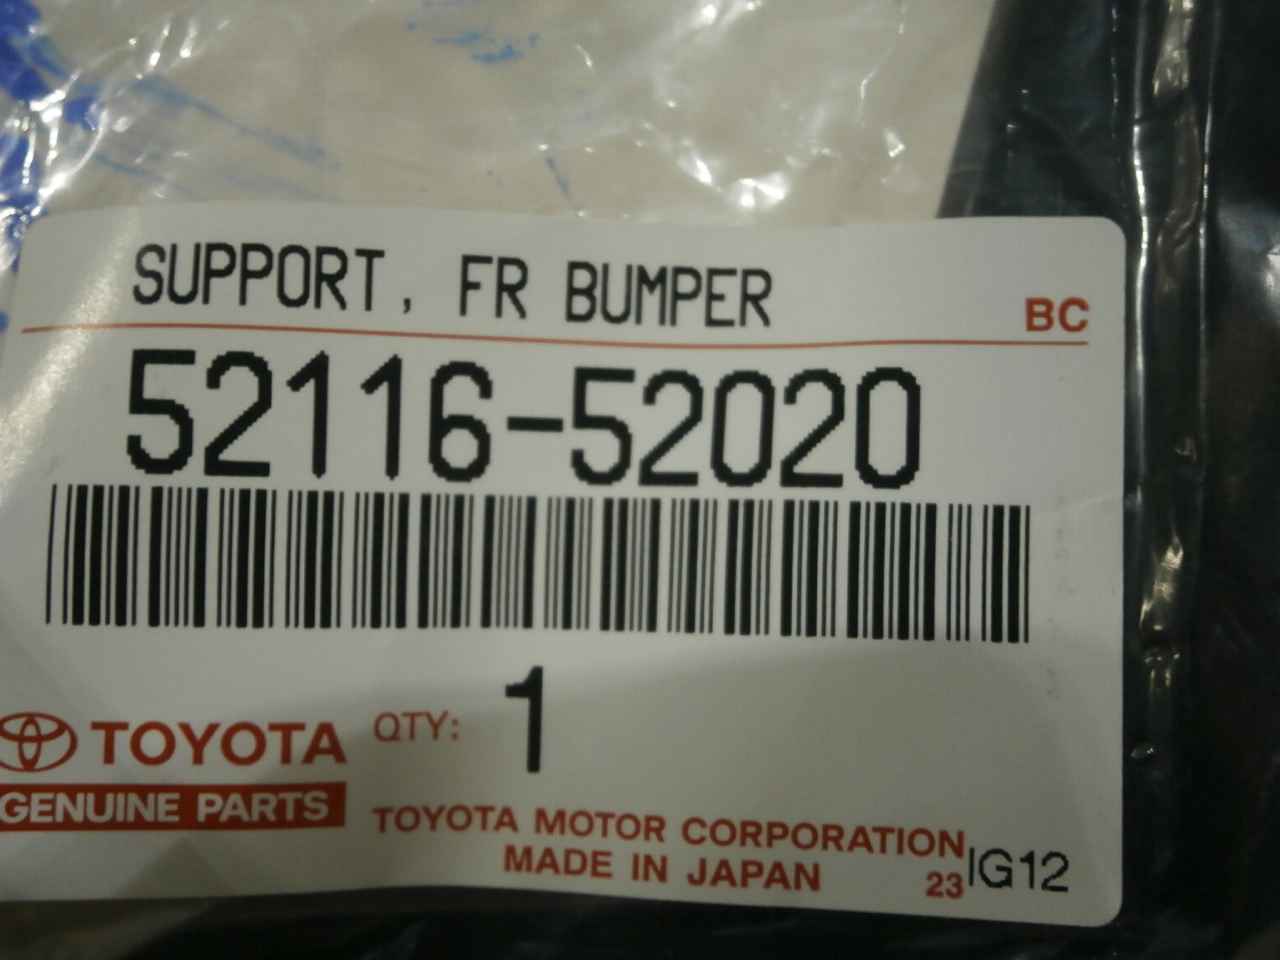 SUPPORT, FR BUMPER
BC
52116-52020
TOYOTA
QTY: 1
GENUINE PARTS
TOYOTA MOTOR CORPORATION
MADE IN JAPAN 23
IG12